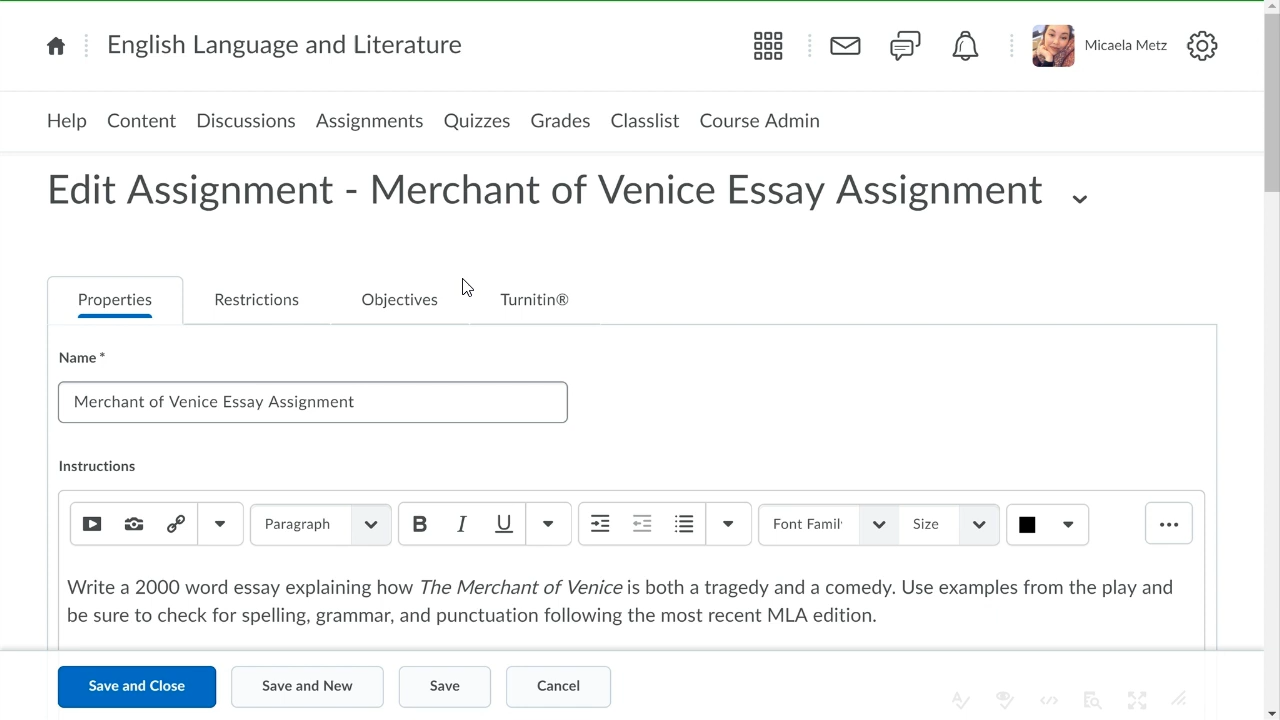 English Language and Literature
Micaela Metz
Help Content Discussions Assignments Quizzes Grades Classlist Course Admin
Edit Assignment - Merchant of Venice Essay Assignment
Properties Restrictions Objectives Turnitin®
Name *
Merchant of Venice Essay Assignment
Instructions
Paragraph B I U Font Famil Size
Write a 2000 word essay explaining how The Merchant of Venice is both a tragedy and a comedy. Use examples from the play and
be sure to check for spelling, grammar, and punctuation following the most recent MLA edition.
Save and Close Save and New Save Cancel